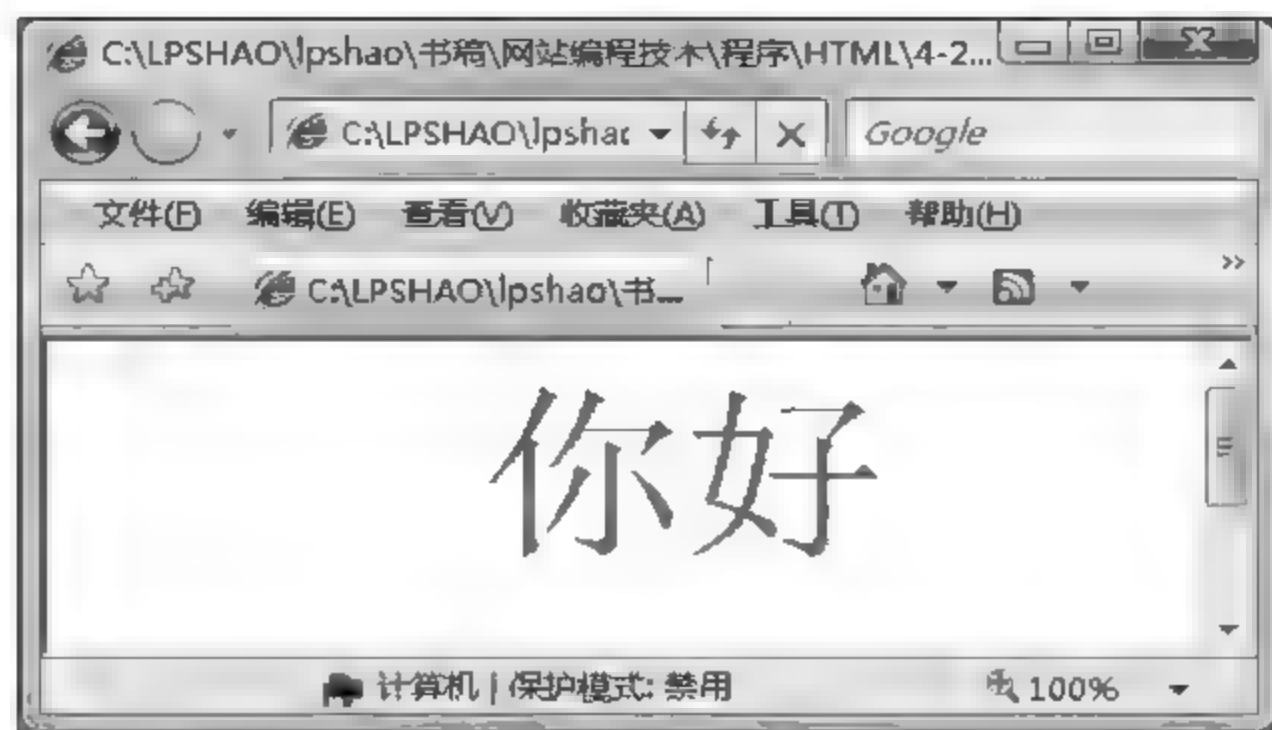 C:\LPSHAO\lpshao\书稿\网站编程技术\程序\HTML\4-2...
C:\LPSHAO\lpshac
Google
文件(F) 编辑(E) 查看(V) 收藏夹(A) 工具(T) 帮助(H)
C:\LPSHAO\lpshao\书...
»
你好
计算机 | 保护模式: 禁用
100%